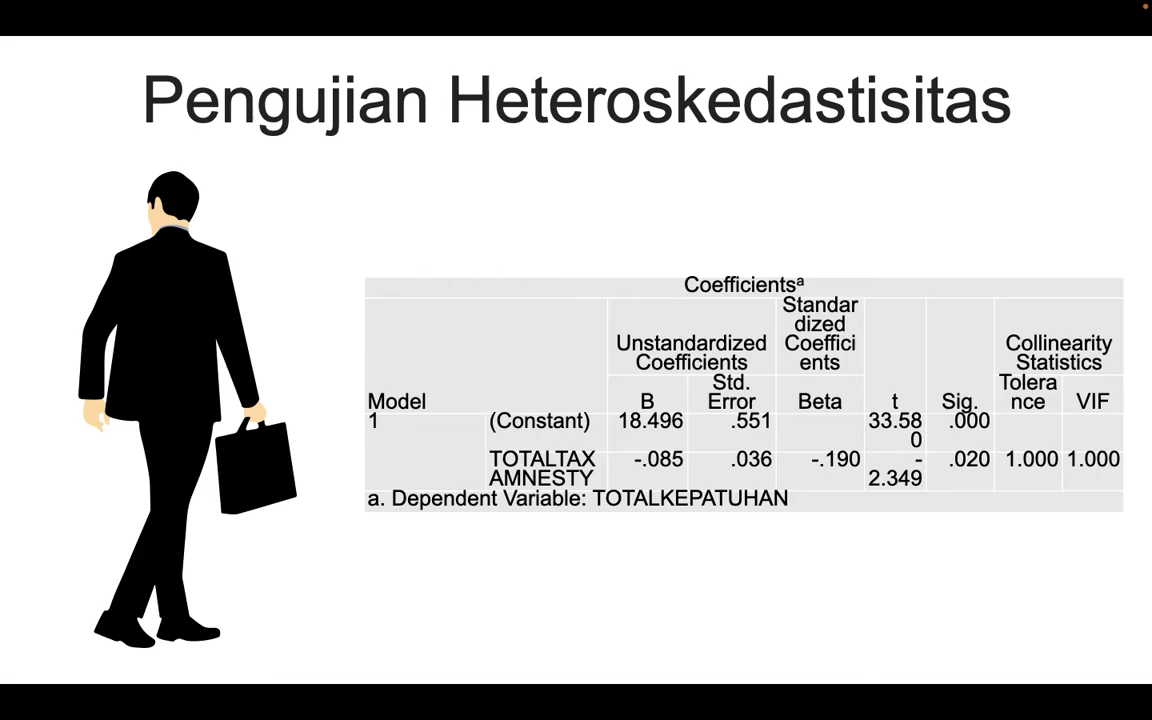 Pengujian Heteroskedastisitas
Coefficientsᵃ
Model
Unstandardized
Coefficients
Standar
dized
Coeffici
ents
t
Sig.
Collinearity
Statistics
B
Std.
Error
Beta
Tolera
nce
VIF
1
(Constant)
18.496
.551
33.58
0
.000
TOTALTAX
AMNESTY
-.085
.036
-.190
-
2.349
.020
1.000
1.000
a. Dependent Variable: TOTALKEPATUHAN